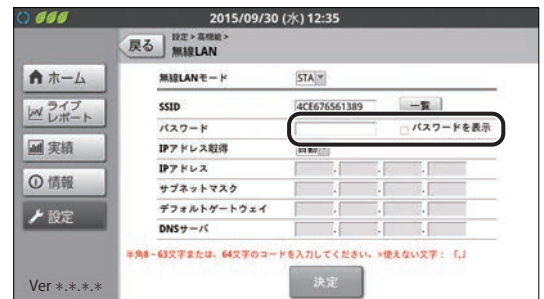 2015/09/30 (水) 12:35
戻る
設定 > 高機能 >
無線LAN
ホーム
ライブ
レポート
実績
情報
設定
Ver *.*.*.*
無線LANモード STA
SSID 4CE676561389 一覧
パスワード パスワードを表示
IPアドレス取得 自動
IPアドレス . . .
サブネットマスク . . .
デフォルトゲートウェイ . . .
DNSサーバ . . .
半角8~63文字または、64文字のコードを入力してください。※使えない文字：「,」
決定